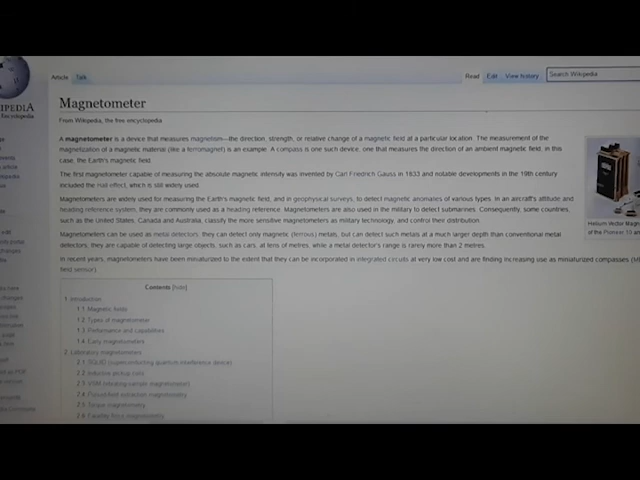 IPEDIA
Article Talk Read Edit View history Search Wikipedia
Magnetometer
From Wikipedia, the free encyclopedia
A magnetometer is a device that measures magnetism—the direction, strength, or relative change of a magnetic field at a particular location. The measurement of the
magnetization of a magnetic material (like a ferromagnet) is an example. A compass is one such device, one that measures the direction of an ambient magnetic field, in this
case, the Earth's magnetic field.
The first magnetometer capable of measuring the absolute magnetic intensity was invented by Carl Friedrich Gauss in 1833 and notable developments in the 19th century
included the Hall effect, which is still widely used.
Magnetometers are widely used for measuring the Earth's magnetic field, and in geophysical surveys, to detect magnetic anomalies of various types. In an aircraft's attitude and
heading reference system, they are commonly used as a heading reference. Magnetometers are also used in the military to detect submarines. Consequently, some countries,
such as the United States, Canada and Australia, classify the more sensitive magnetometers as military technology, and control their distribution.
Magnetometers can be used as metal detectors: they can detect only magnetic (ferrous) metals, but can detect such metals at a much larger depth than conventional metal
detectors; they are capable of detecting large objects, such as cars, at tens of metres, while a metal detector's range is rarely more than 2 metres.
In recent years, magnetometers have been miniaturized to the extent that they can be incorporated in integrated circuits at very low cost and are finding increasing use as miniaturized compasses
field sensor).
Helium Vector Magn
of the Pioneer 10 an
Contents [hide]
1 Introduction
1.1 Magnetic fields
1.2 Types of magnetometer
1.3 Performance and capabilities
1.4 Early magnetometers
2 Laboratory magnetometers
2.1 SQUID (superconducting quantum interference device)
2.2 Inductive pickup coils
2.3 VSM (vibrating-sample magnetometer)
2.4 Pulsed-field extraction magnetometry
2.5 Torque magnetometry
2.6 Faraday force magnetometry